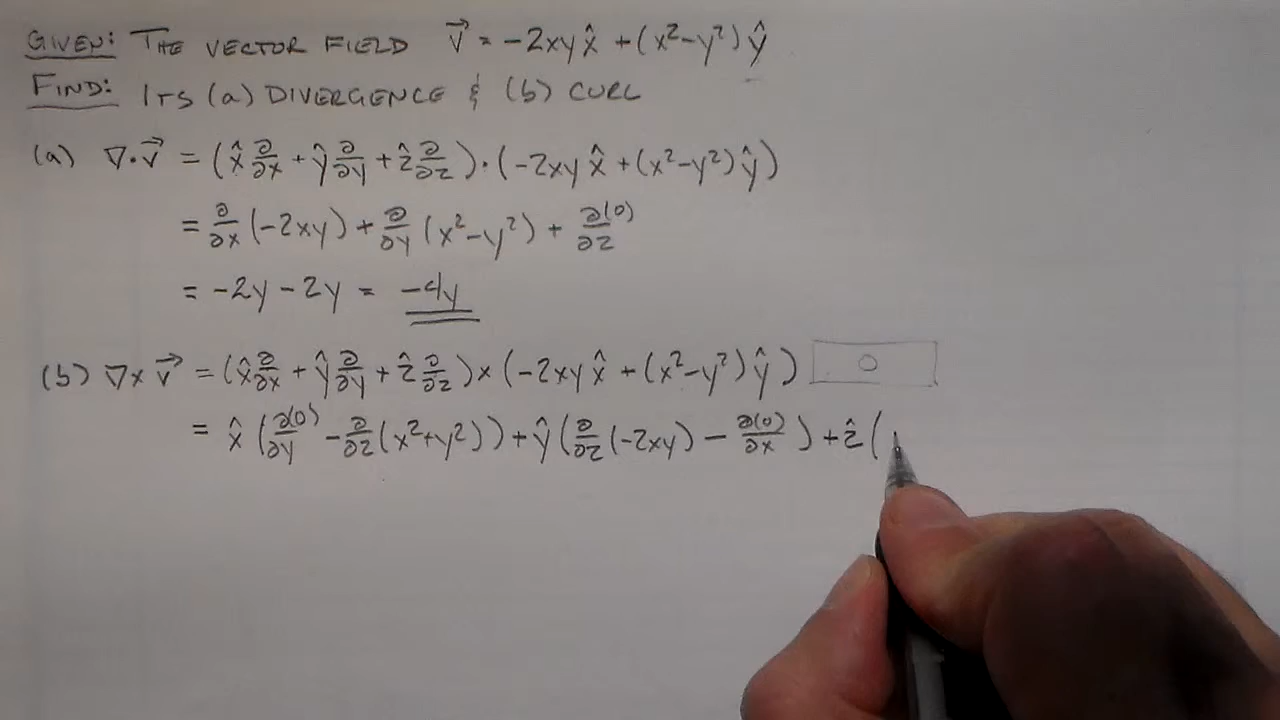 GIVEN: THE VECTOR FIELD v⃗ = -2xy x̂ + (x²-y²) ŷ
FIND: ITS (a) DIVERGENCE & (b) CURL
(a) ∇·v⃗ = (x̂ ∂/∂x + ŷ ∂/∂y + ẑ ∂/∂z)·(-2xy x̂ + (x²-y²) ŷ)
= ∂/∂x (-2xy) + ∂/∂y (x²-y²) + ∂(0)/∂z
= -2y - 2y = -4y
(b) ∇× v⃗ = (x̂ ∂/∂x + ŷ ∂/∂y + ẑ ∂/∂z)×(-2xy x̂ + (x²-y²) ŷ) 0
= x̂ (∂(0)/∂y - ∂/∂z (x²+y²)) + ŷ (∂/∂z (-2xy) - ∂(0)/∂x) + ẑ (